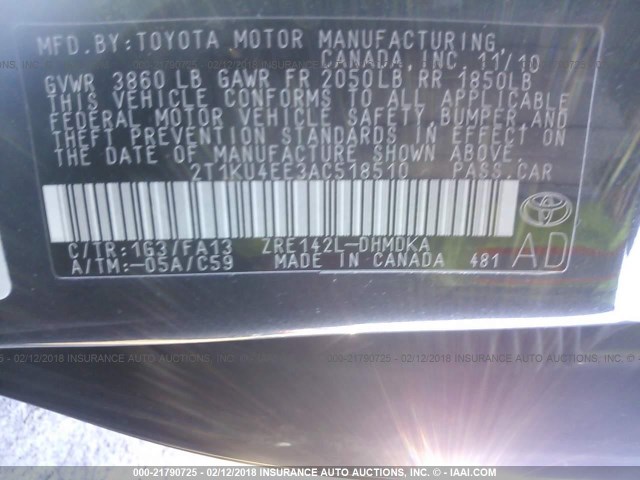 MFD.BY:TOYOTA MOTOR MANUFACTURING,
CANADA, INC. 11/10
GVWR 3860 LB GAWR FR 2050LB RR 1850LB
THIS VEHICLE CONFORMS TO ALL APPLICABLE
FEDERAL MOTOR VEHICLE SAFETY, BUMPER AND
THEFT PREVENTION STANDARDS IN EFFECT ON
THE DATE OF MANUFACTURE SHOWN ABOVE.
2T1KU4EE3AC518510 PASS.CAR
C/TR:1G3/FA13 ZRE142L-DHMDKA
A/TM:-05A/C59 MADE IN CANADA 481
AD
000-21790725 - 02/12/2018 - INSURANCE AUTO AUCTIONS, INC. - © - IAAI.COM